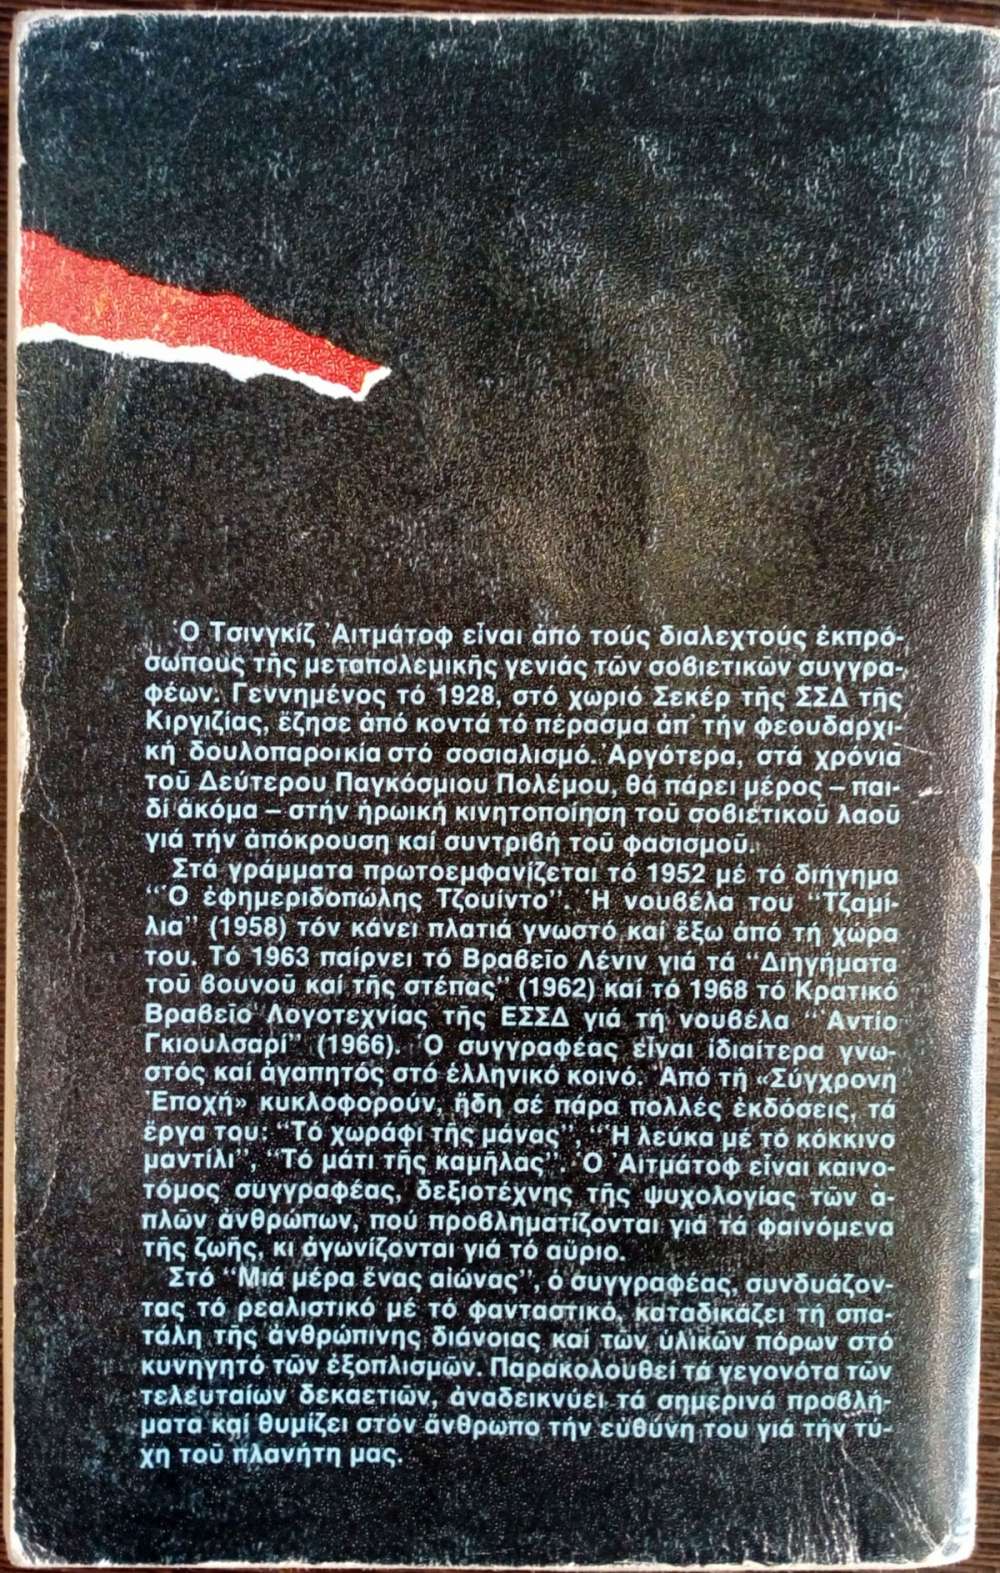 Ὁ Τσινγκίζ Ἀιτμάτοφ εἶναι ἀπό τούς διαλεχτούς ἐκπρό-
σωπους τῆς μεταπολεμικῆς γενιάς τῶν σοβιετικῶν συγγρα-
φέων. Γεννημένος τό 1928, στό χωριό Σεκέρ τῆς ΣΣΔ τῆς
Κιργιζίας, ἔζησε ἀπό κοντά τό πέρασμα ἀπ' τήν φεουδαρχι-
κή δουλοπαροικία στό σοσιαλισμό. Ἀργότερα, στά χρόνια
τοῦ Δεύτερου Παγκόσμιου Πολέμου, θά πάρει μέρος – παι-
δί ἀκόμα – στήν ἡρωική κινητοποίηση τοῦ σοβιετικοῦ λαοῦ
γιά τήν ἀπόκρουση καί συντριβή τοῦ φασισμοῦ.
Στά γράμματα πρωτοεμφανίζεται τό 1952 μέ τό διήγημα
"Ὁ ἐφημεριδοπώλης Τζουίντο". Ἡ νουβέλα του "Τζαμί-
λια" (1958) τόν κάνει πλατιά γνωστό καί ἔξω ἀπό τή χώρα
του. Τό 1963 παίρνει τό Βραβεῖο Λένιν γιά τά "Διηγήματα
τοῦ βουνοῦ καί τῆς στέπας" (1962) καί τό 1968 τό Κρατικό
Βραβεῖο Λογοτεχνίας τῆς ΕΣΣΔ γιά τή νουβέλα "Ἀντίο
Γκιουλσαρί" (1966). Ὁ συγγραφέας εἶναι ἰδιαίτερα γνω-
στός καί ἀγαπητός στό ἑλληνικό κοινό. Ἀπό τή «Σύγχρονη
Ἐποχή» κυκλοφοροῦν, ἤδη σέ πάρα πολλές ἐκδόσεις, τά
ἔργα του: "Τό χωράφι τῆς μάνας", "Ἡ λεύκα μέ τό κόκκινο
μαντίλι", "Τό μάτι τῆς καμήλας". Ὁ Ἀιτμάτοφ εἶναι καινο-
τόμος συγγραφέας, δεξιοτέχνης τῆς ψυχολογίας τῶν ἁ-
πλῶν ἀνθρώπων, πού προβληματίζονται γιά τά φαινόμενα
τῆς ζωῆς, κι ἀγωνίζονται γιά τό αὔριο.
Στό "Μιά μέρα ἕνας αἰώνας", ὁ συγγραφέας, συνδυάζον-
τας τό ρεαλιστικό μέ τό φανταστικό, καταδικάζει τή σπα-
τάλη τῆς ἀνθρώπινης διάνοιας καί τῶν ὑλικῶν πόρων στό
κυνηγητό τῶν ἐξοπλισμῶν. Παρακολουθεῖ τά γεγονότα τῶν
τελευταίων δεκαετιῶν, ἀναδεικνύει τά σημερινά προβλή-
ματα καί θυμίζει στόν ἄνθρωπο τήν εὐθύνη του γιά τήν τύ-
χη τοῦ πλανήτη μας.